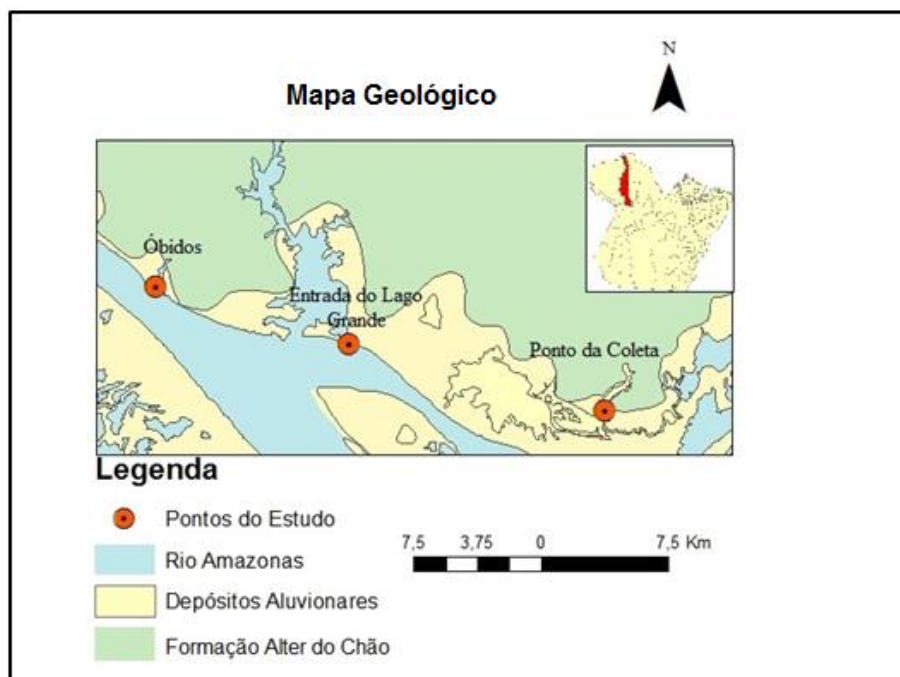 N
Mapa Geológico
Óbidos
Entrada do Lago
Grande
Ponto da Coleta
Legenda
Pontos do Estudo
Rio Amazonas
Depósitos Aluvionares
Formação Alter do Chão
7,5 3,75 0 7,5 Km